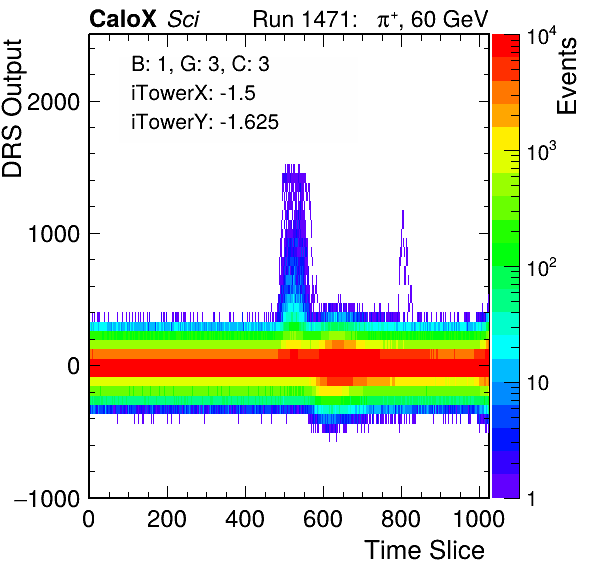 CaloX Sci Run 1471: π⁺, 60 GeV
B: 1, G: 3, C: 3
iTowerX: -1.5
iTowerY: -1.625
DRS Output
2000
1000
0
−1000
0 200 400 600 800 1000
Time Slice
Events
10⁴
10³
10²
10
1